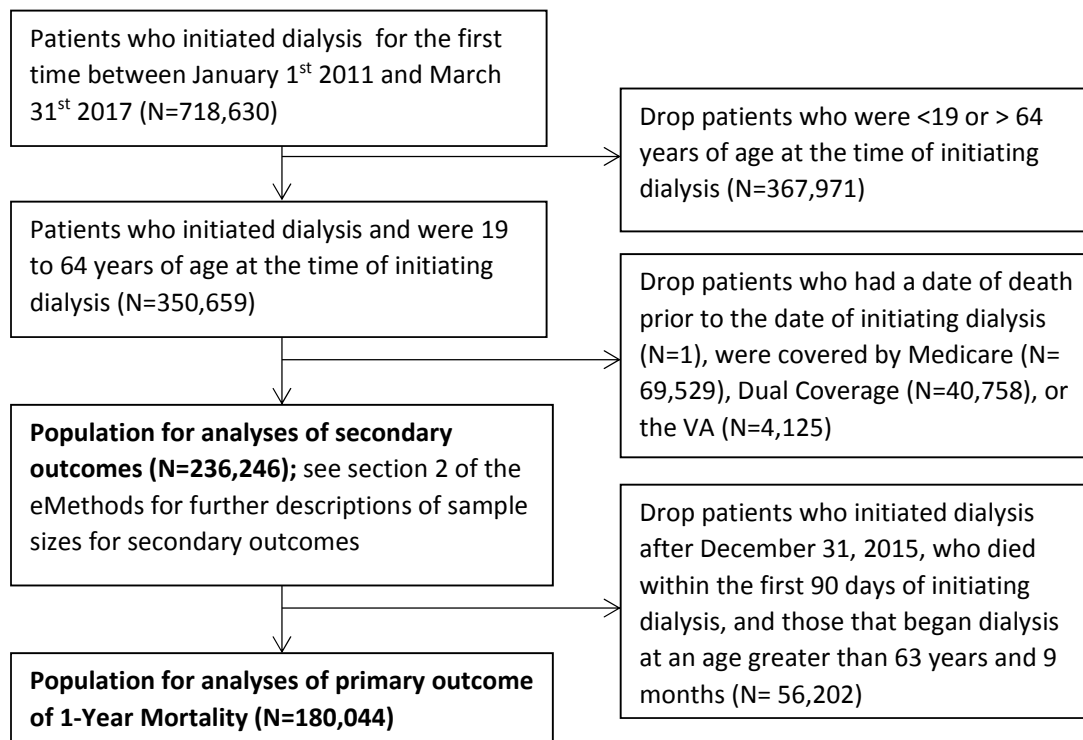 Patients who initiated dialysis for the first
time between January 1st 2011 and March
31st 2017 (N=718,630)
Drop patients who were <19 or > 64
years of age at the time of initiating
dialysis (N=367,971)
Patients who initiated dialysis and were 19
to 64 years of age at the time of initiating
dialysis (N=350,659)
Drop patients who had a date of death
prior to the date of initiating dialysis
(N=1), were covered by Medicare (N=
69,529), Dual Coverage (N=40,758), or
the VA (N=4,125)
Population for analyses of secondary
outcomes (N=236,246); see section 2 of the
eMethods for further descriptions of sample
sizes for secondary outcomes
Drop patients who initiated dialysis
after December 31, 2015, who died
within the first 90 days of initiating
dialysis, and those that began dialysis
at an age greater than 63 years and 9
months (N= 56,202)
Population for analyses of primary outcome
of 1-Year Mortality (N=180,044)